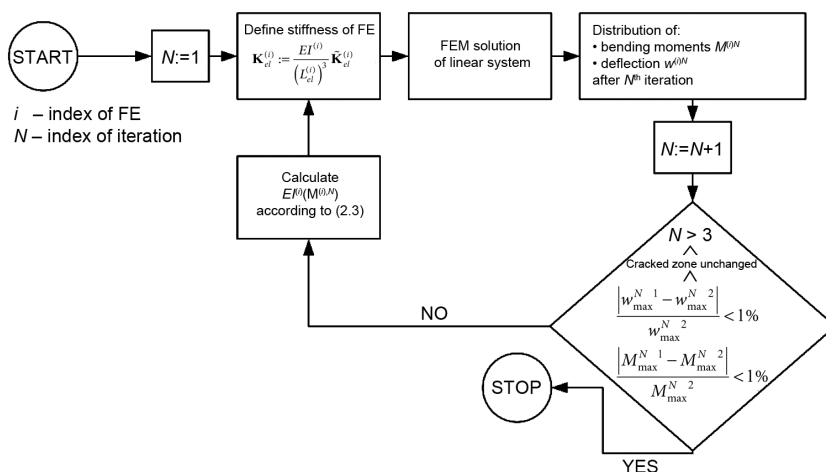 START
N:=1
Define stiffness of FE
K_el^(i) := EI^(i) / (L_el^(i))^3 K̃_el^(i)
FEM solution
of linear system
Distribution of:
• bending moments M^(i)N
• deflection w^(i)N
after N^th iteration
i – index of FE
N – index of iteration
N:=N+1
Calculate
EI^(i)(M^(i),N)
according to (2.3)
N > 3
∧
Cracked zone unchanged
∧
|w_max^N 1 − w_max^N 2| / w_max^N 2 < 1%
|M_max^N 1 − M_max^N 2| / M_max^N 2 < 1%
NO
STOP
YES